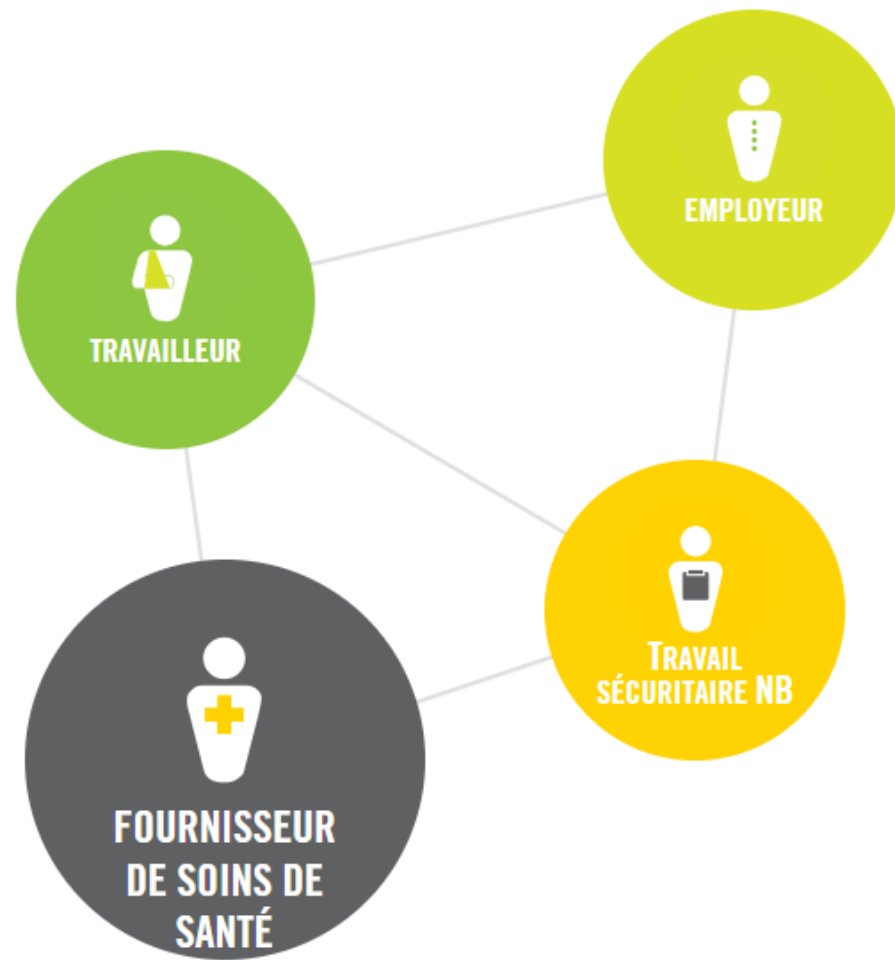 EMPLOYEUR
TRAVAILLEUR
TRAVAIL
SÉCURITAIRE NB
FOURNISSEUR
DE SOINS DE
SANTÉ